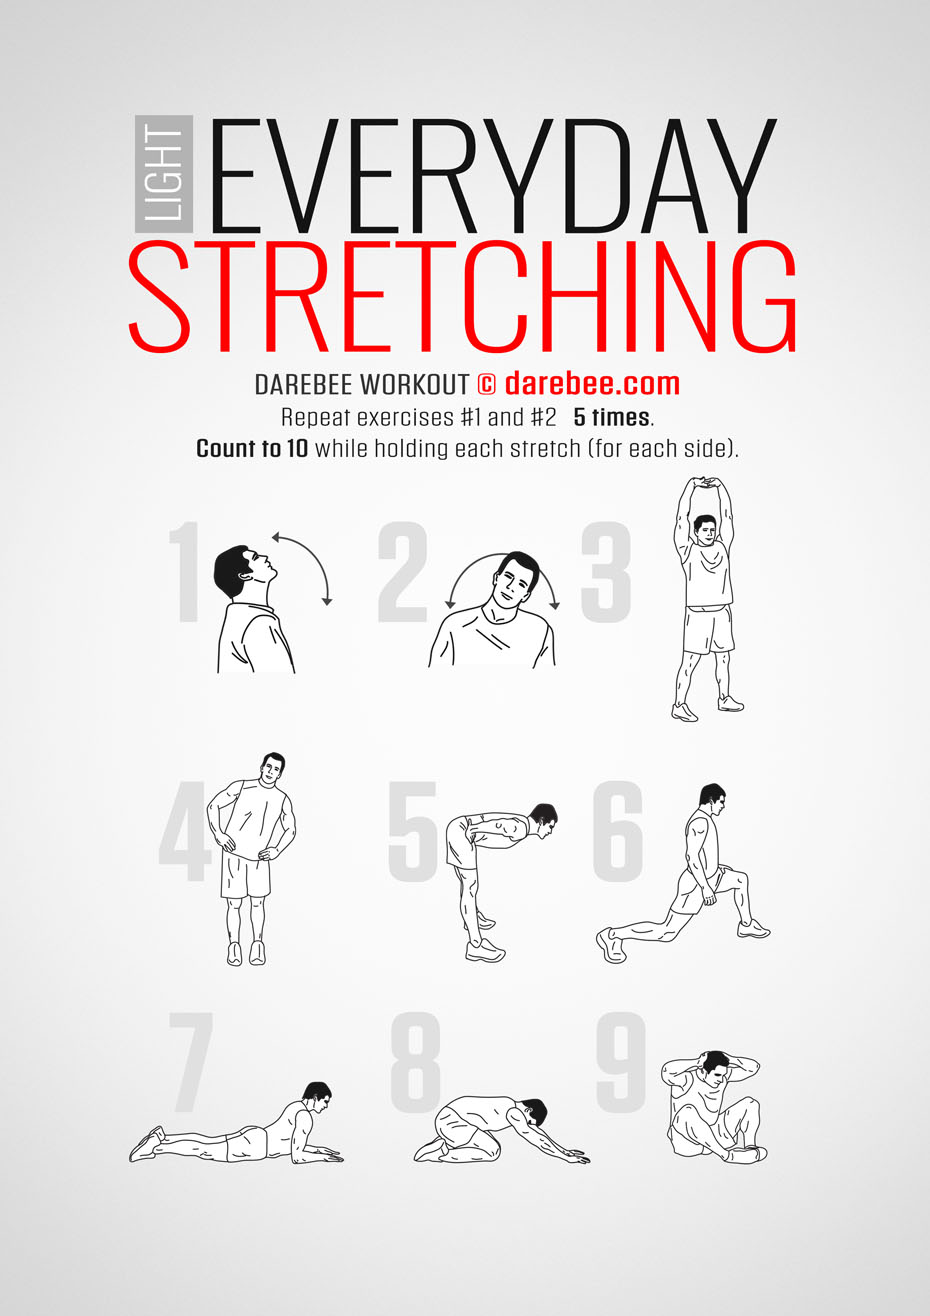 LIGHT
EVERYDAY
STRETCHING
DAREBEE WORKOUT © darebee.com
Repeat exercises #1 and #2 5 times.
Count to 10 while holding each stretch (for each side).
1 2 3
4 5 6
7 8 9